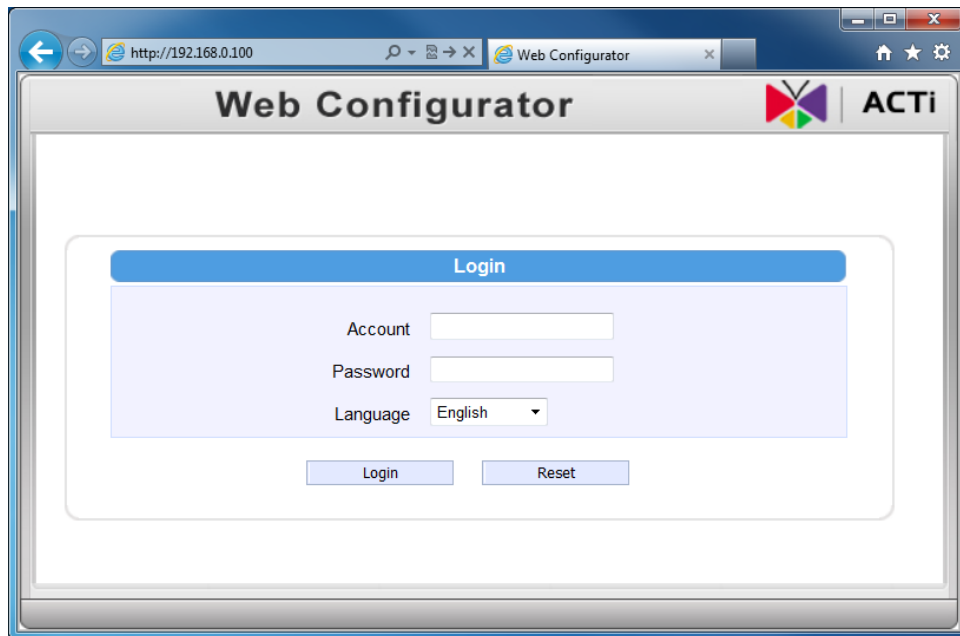 http://192.168.0.100
Web Configurator
Web Configurator
ACTi
Login
Account
Password
Language English
Login Reset